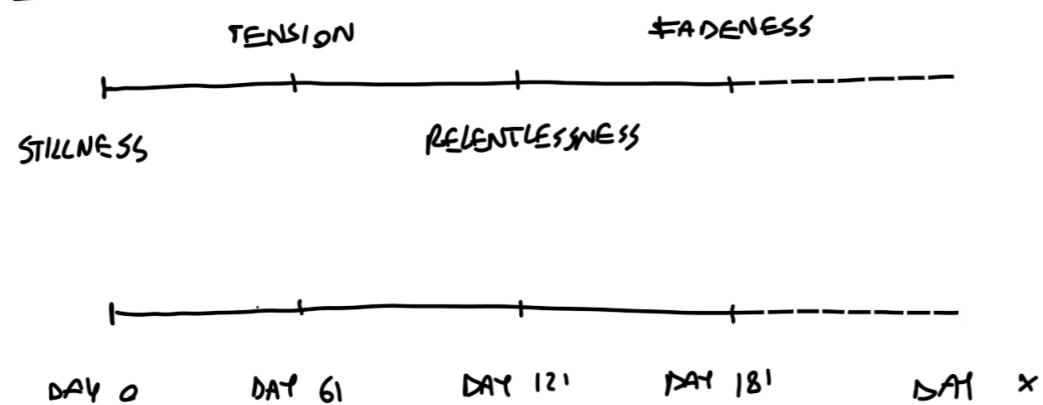 TENSION FADENESS
STILLNESS RELENTLESSNESS
DAY 0 DAY 61 DAY 121 DAY 181 DAY X